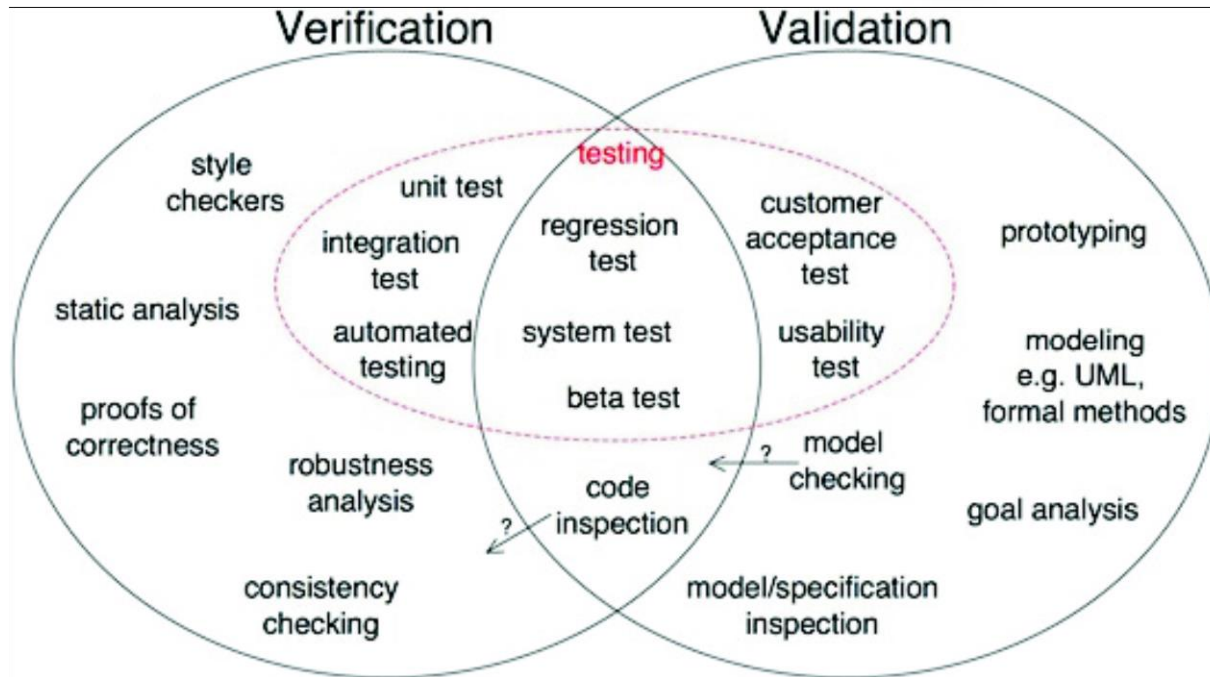 Verification
Validation
testing
style
checkers
unit test
integration
test
automated
testing
static analysis
proofs of
correctness
robustness
analysis
consistency
checking
regression
test
system test
beta test
code
inspection
?
customer
acceptance
test
usability
test
?
model
checking
prototyping
modeling
e.g. UML,
formal methods
goal analysis
model/specification
inspection